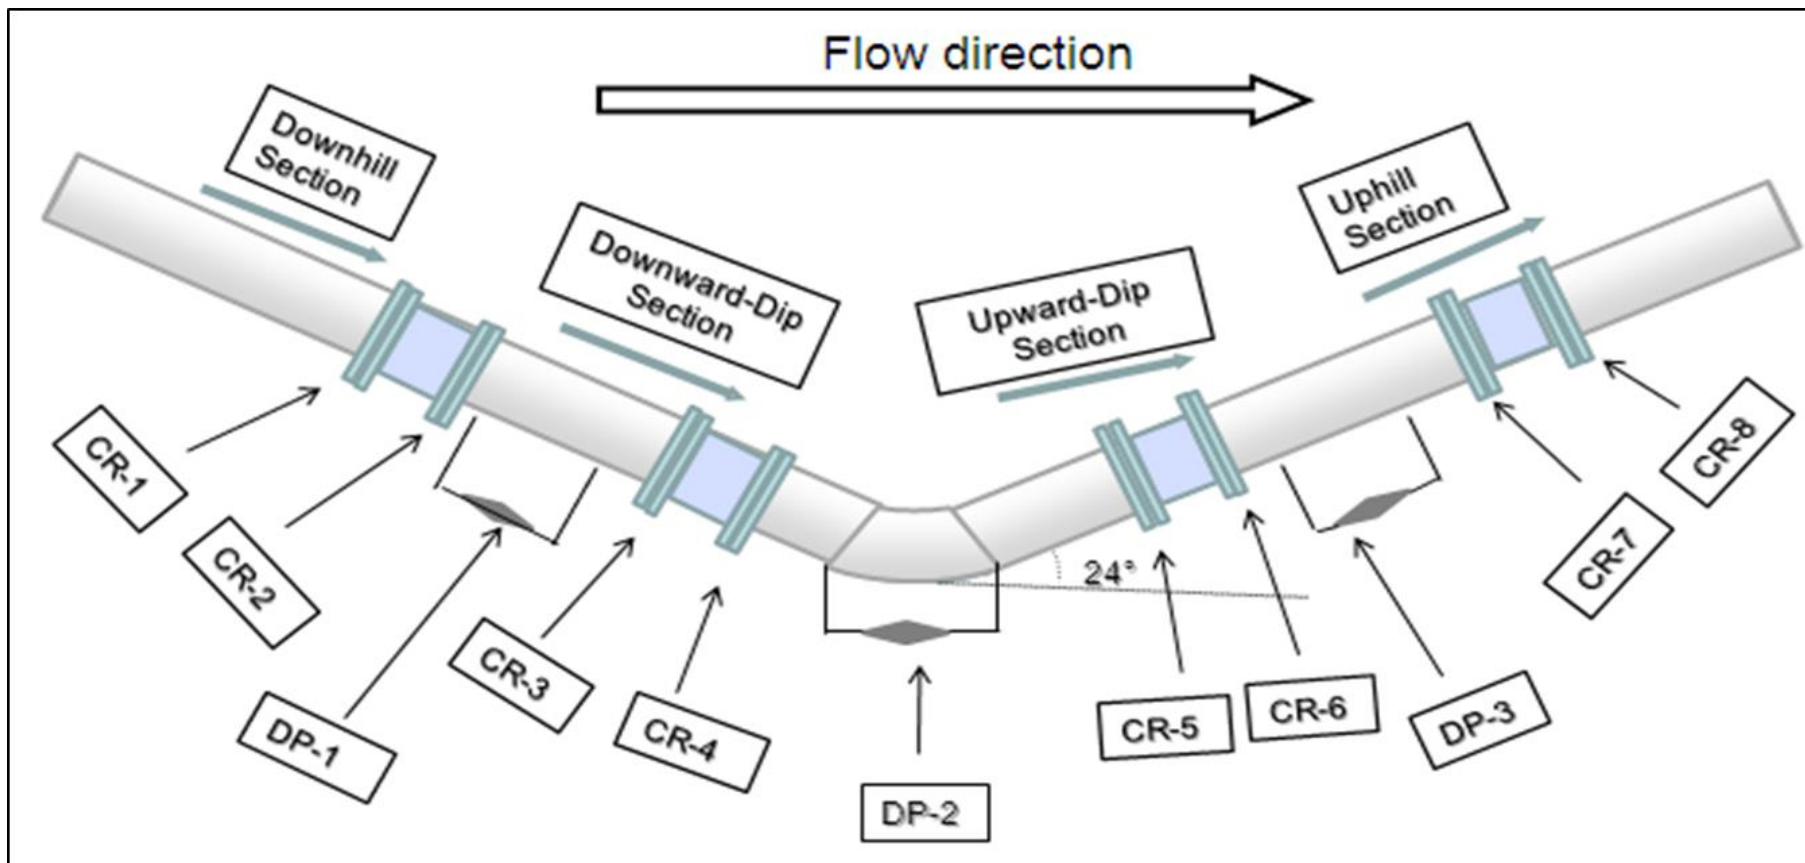 Flow direction
Downhill
Section
Downward-Dip
Section
Upward-Dip
Section
Uphill
Section
CR-1
CR-2
DP-1
CR-3
CR-4
DP-2
24°
CR-5
CR-6
DP-3
CR-7
CR-8